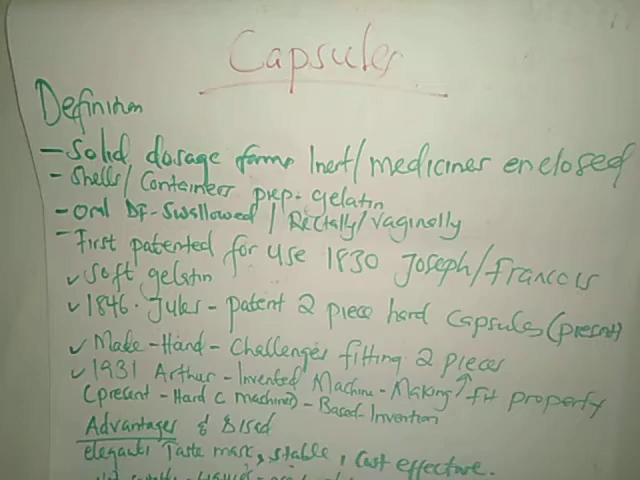 Capsules
Definition
- Solid dosage forms Inert/medicines enclosed
- Shells/Containers prep. gelatin
- Oral DF - Swallowed / Rectally/vaginally
- First patented for use 1830 Joseph/Francois
✓ Soft gelatin
✓ 1846. Jules - patent 2 piece hard capsules (present)
✓ Make - Hand - Challenges fitting 2 pieces
✓ 1931 Arthur - Invented Machine - Making/fit property
(present - Hard C machines) - Based - Invention
Advantages & Disad
elegant, Taste mask, stable, Cost effective.